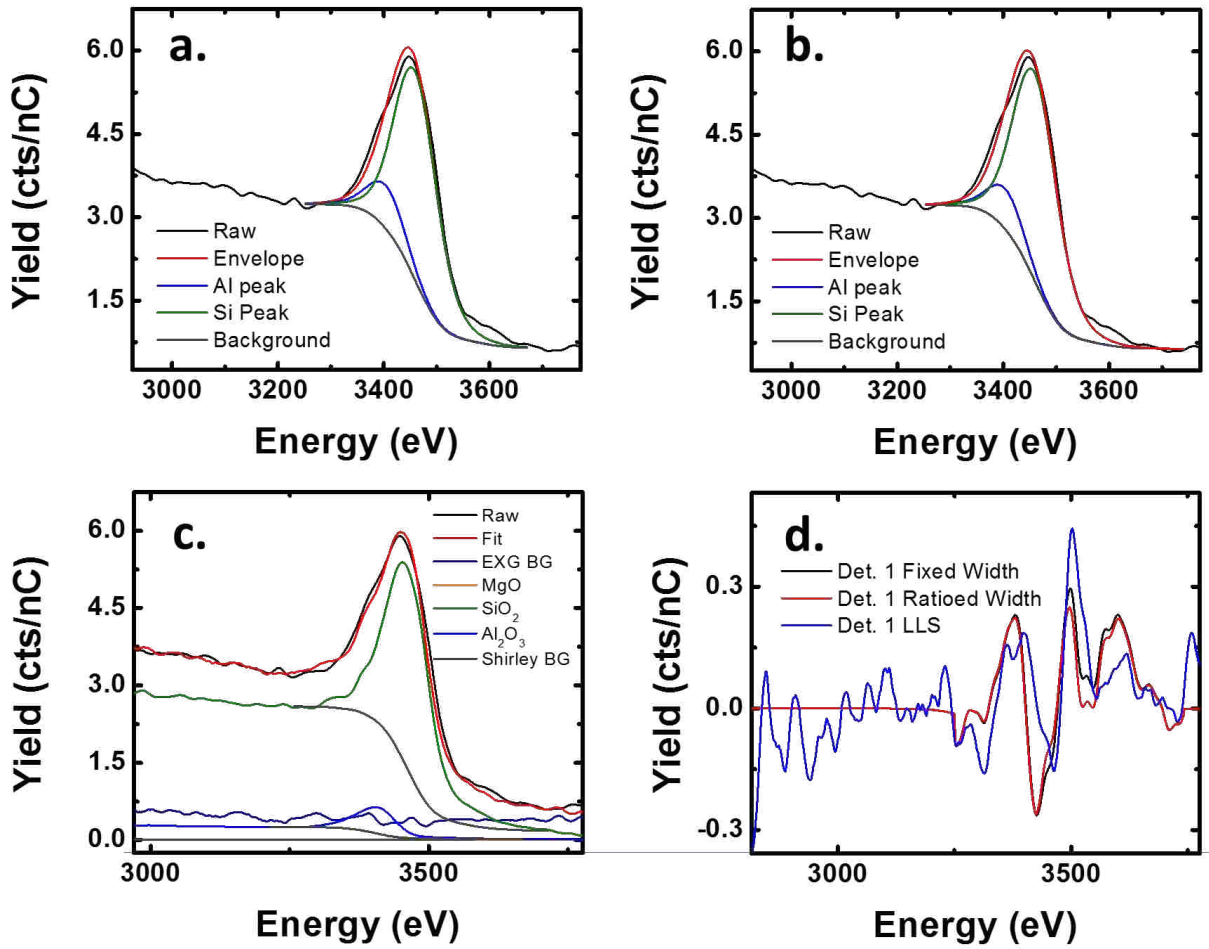 a.
Yield (cts/nC)
6.0
4.5
3.0
1.5
Raw
Envelope
Al peak
Si Peak
Background
3000 3200 3400 3600
Energy (eV)
b.
Yield (cts/nC)
6.0
4.5
3.0
1.5
Raw
Envelope
Al peak
Si Peak
Background
3000 3200 3400 3600
Energy (eV)
c.
Yield (cts/nC)
6.0
4.5
3.0
1.5
0.0
Raw
Fit
EXG BG
MgO
SiO₂
Al₂O₃
Shirley BG
3000 3500
Energy (eV)
d.
Yield (cts/nC)
0.3
0.0
-0.3
Det. 1 Fixed Width
Det. 1 Ratioed Width
Det. 1 LLS
3000 3500
Energy (eV)